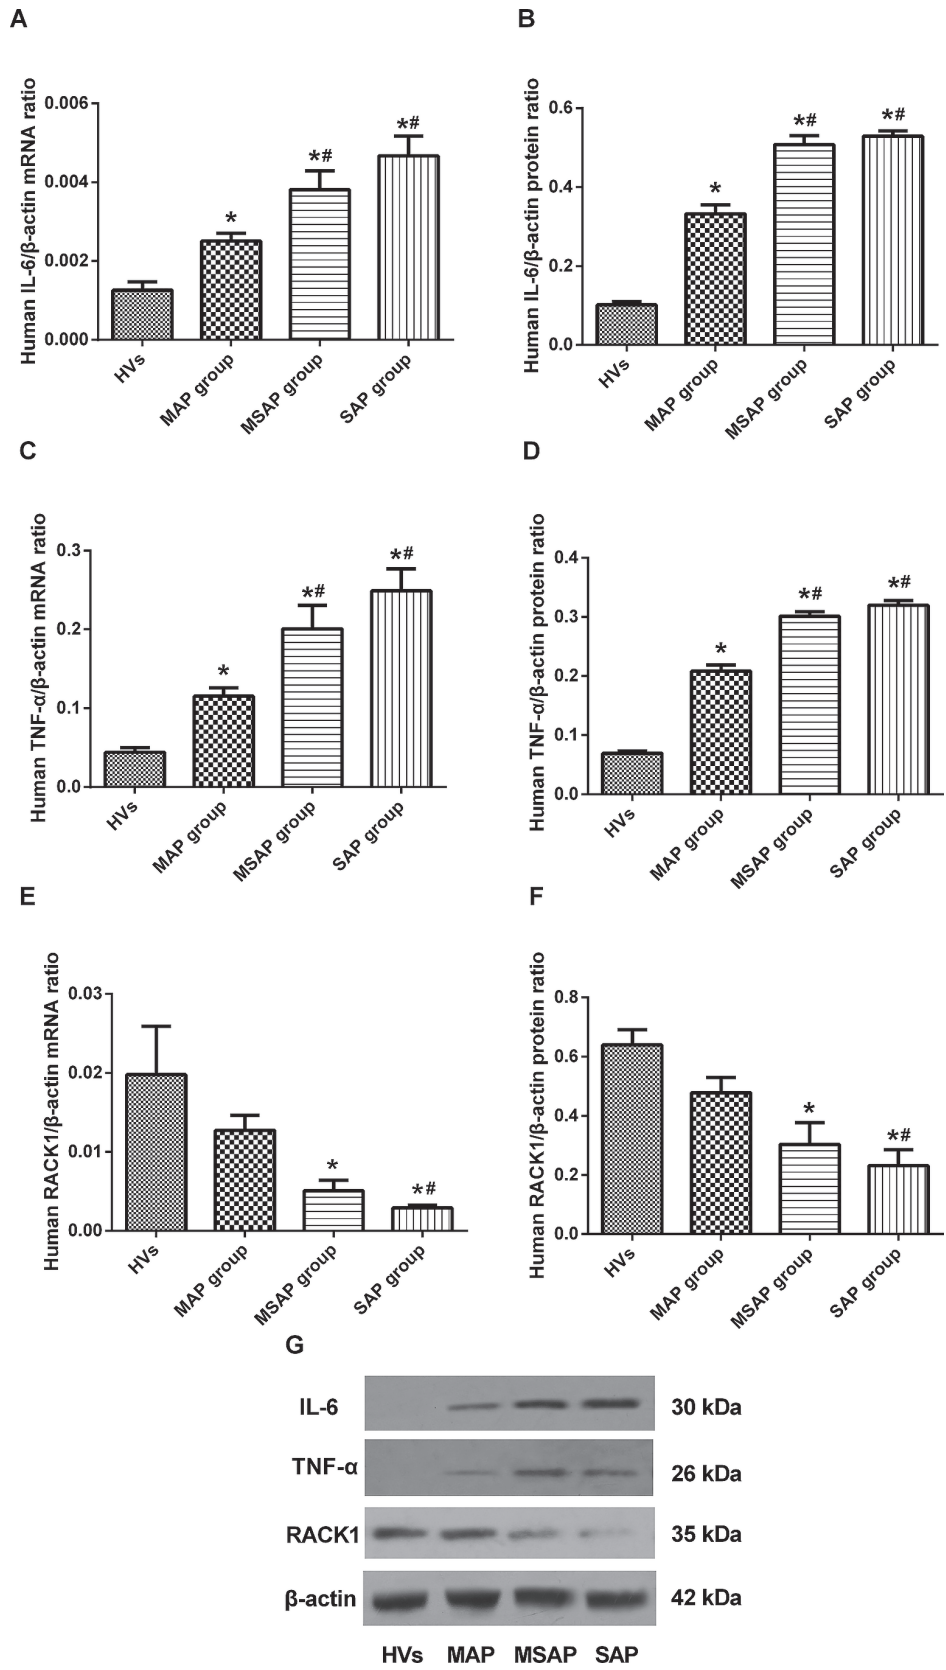 A
Human IL-6/β-actin mRNA ratio
0.006
0.004
0.002
0.000
*
*#
*#
HVs
MAP group
MSAP group
SAP group
B
Human IL-6/β-actin protein ratio
0.6
0.4
0.2
0.0
*
*#
*#
HVs
MAP group
MSAP group
SAP group
C
Human TNF-α/β-actin mRNA ratio
0.3
0.2
0.1
0.0
*
*#
*#
HVs
MAP group
MSAP group
SAP group
D
Human TNF-α/β-actin protein ratio
0.4
0.3
0.2
0.1
0.0
*
*#
*#
HVs
MAP group
MSAP group
SAP group
E
Human RACK1/β-actin mRNA ratio
0.03
0.02
0.01
0.00
*
*#
HVs
MAP group
MSAP group
SAP group
F
Human RACK1/β-actin protein ratio
0.8
0.6
0.4
0.2
0.0
*
*#
HVs
MAP group
MSAP group
SAP group
G
IL-6 30 kDa
TNF-α 26 kDa
RACK1 35 kDa
β-actin 42 kDa
HVs MAP MSAP SAP